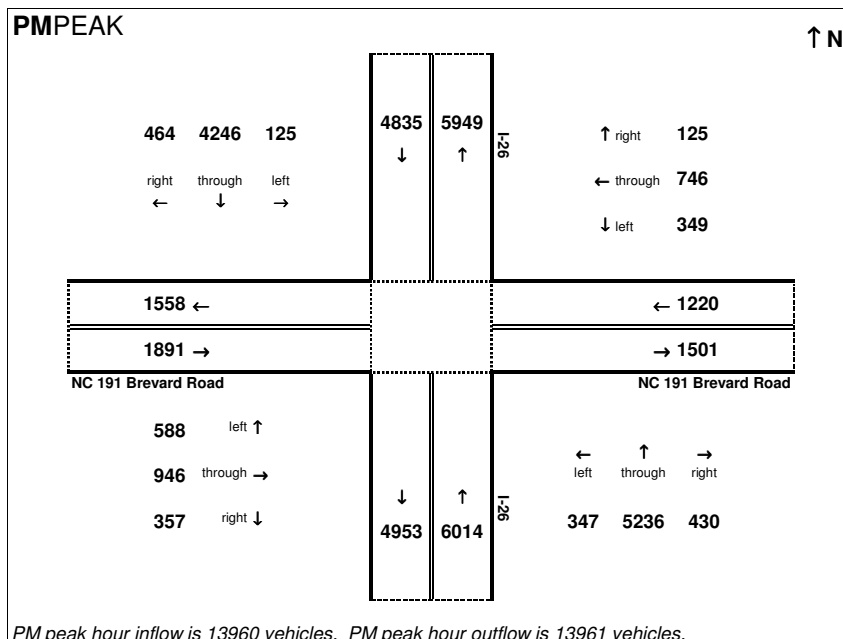 PMPEAK
↑ N
464 4246 125
right through left
← ↓ →
4835 5949
↓ ↑
I-26
↑ right 125
← through 746
↓ left 349
1558 ←
← 1220
1891 →
→ 1501
NC 191 Brevard Road
NC 191 Brevard Road
588 left ↑
946 through →
357 right ↓
↓ ↑
4953 6014
I-26
← ↑ →
left through right
347 5236 430
PM peak hour inflow is 13960 vehicles. PM peak hour outflow is 13961 vehicles.